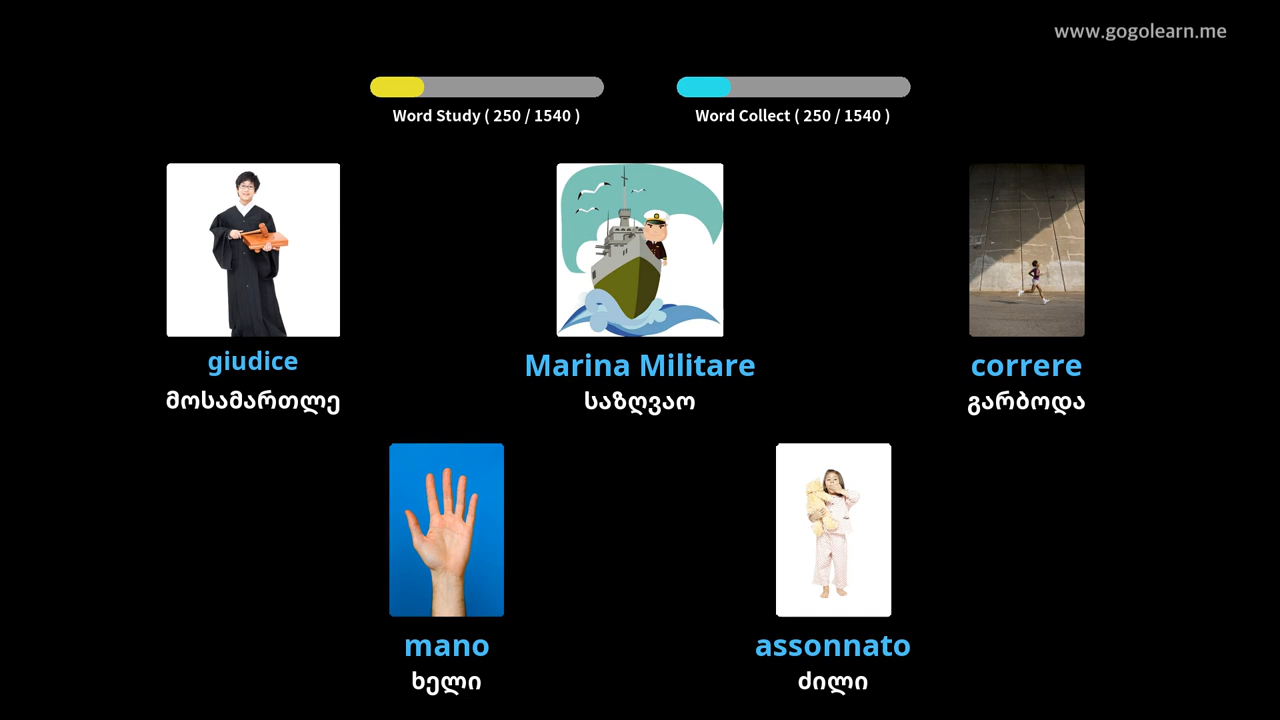 www.gogolearn.me
Word Study ( 250 / 1540 )
Word Collect ( 250 / 1540 )
giudice
მოსამართლე
Marina Militare
საზღვაო
correre
გარბოდა
mano
ხელი
assonnato
ძილი